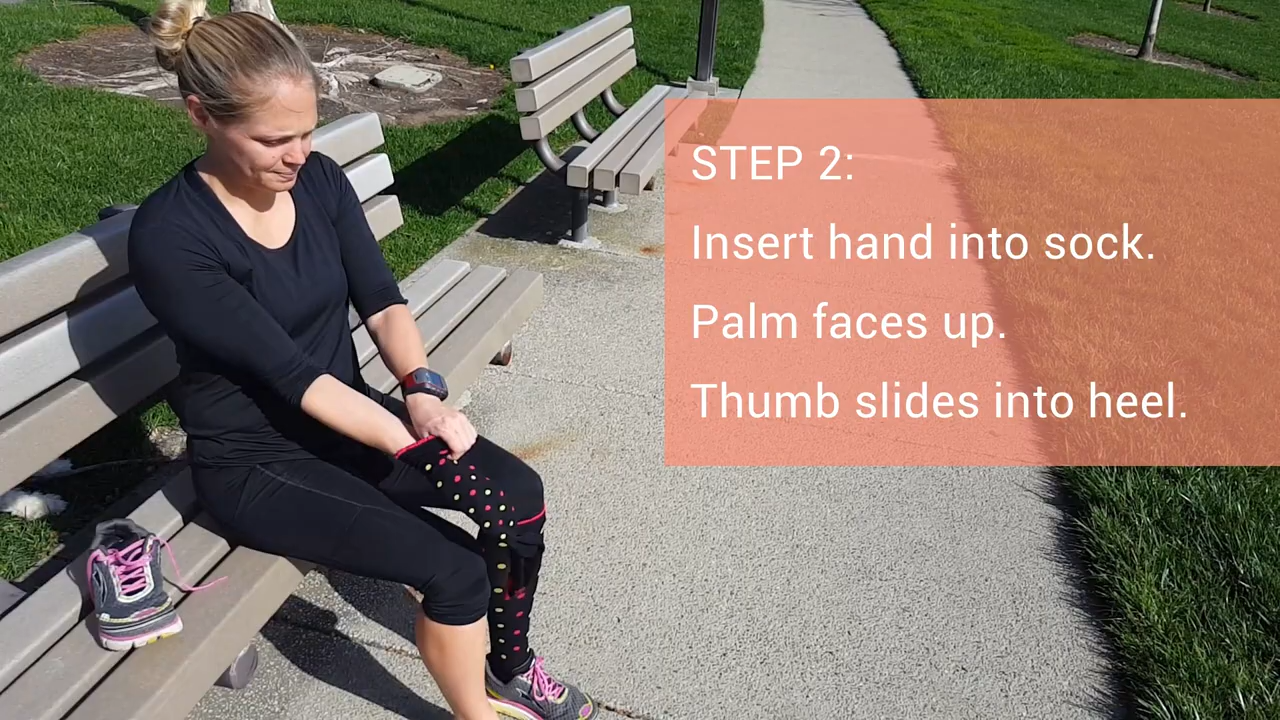 STEP 2:
Insert hand into sock.
Palm faces up.
Thumb slides into heel.